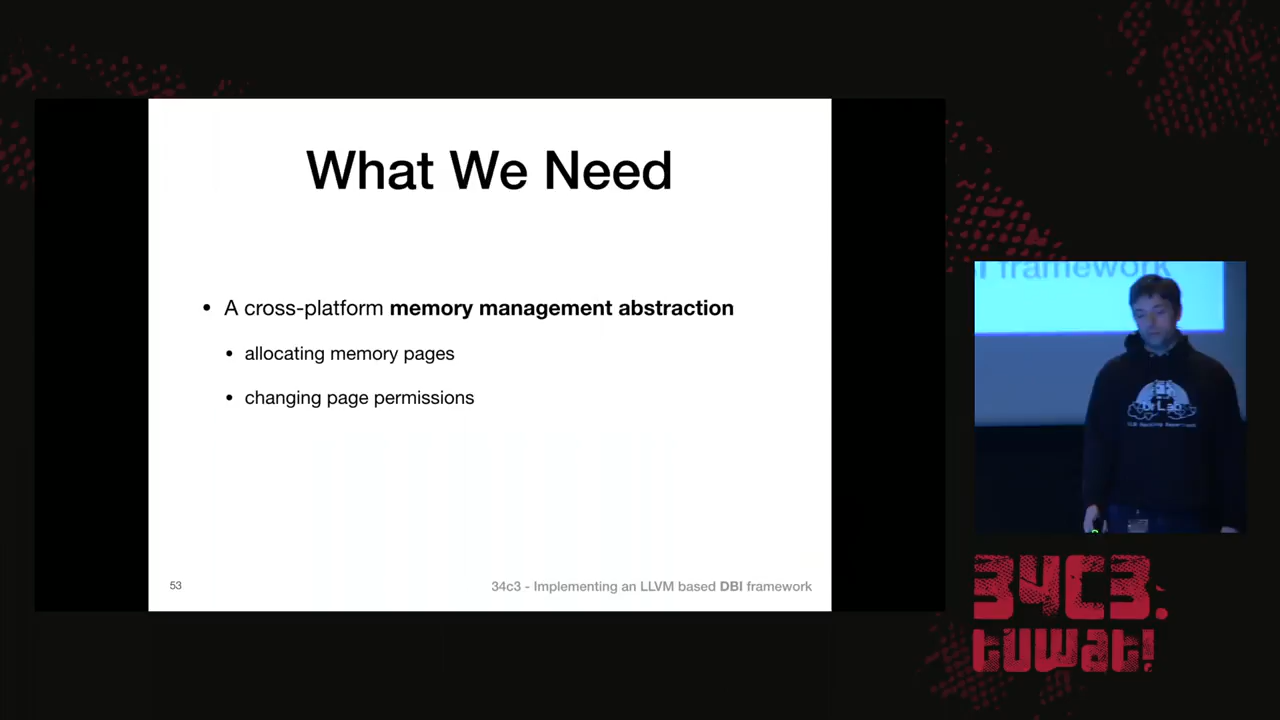 What We Need
• A cross-platform memory management abstraction
• allocating memory pages
• changing page permissions
53
34c3 - Implementing an LLVM based DBI framework
framework
34C3.
tuwat!